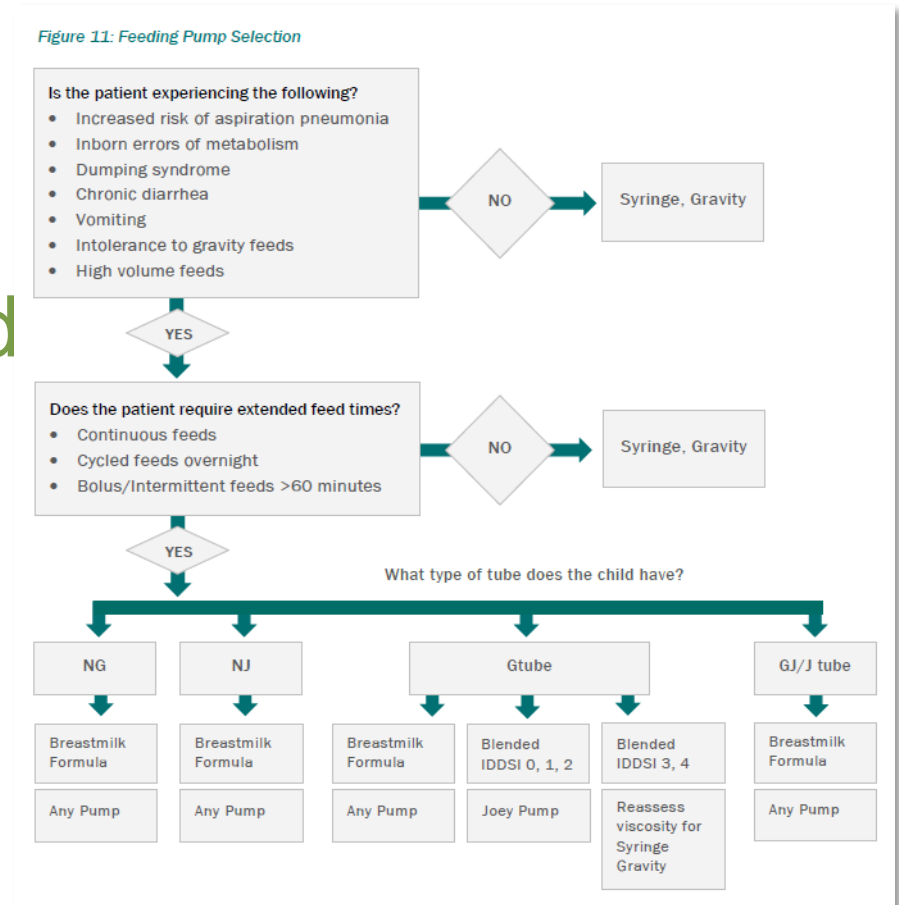 Figure 11: Feeding Pump Selection
Is the patient experiencing the following?
• Increased risk of aspiration pneumonia
• Inborn errors of metabolism
• Dumping syndrome
• Chronic diarrhea
• Vomiting
• Intolerance to gravity feeds
• High volume feeds
NO
Syringe, Gravity
d
YES
Does the patient require extended feed times?
• Continuous feeds
• Cycled feeds overnight
• Bolus/Intermittent feeds >60 minutes
NO
Syringe, Gravity
YES
What type of tube does the child have?
NG
NJ
Gtube
GJ/J tube
Breastmilk
Formula
Breastmilk
Formula
Breastmilk
Formula
Blended
IDDSI 0, 1, 2
Blended
IDDSI 3, 4
Breastmilk
Formula
Any Pump
Any Pump
Any Pump
Joey Pump
Reassess
viscosity for
Syringe
Gravity
Any Pump